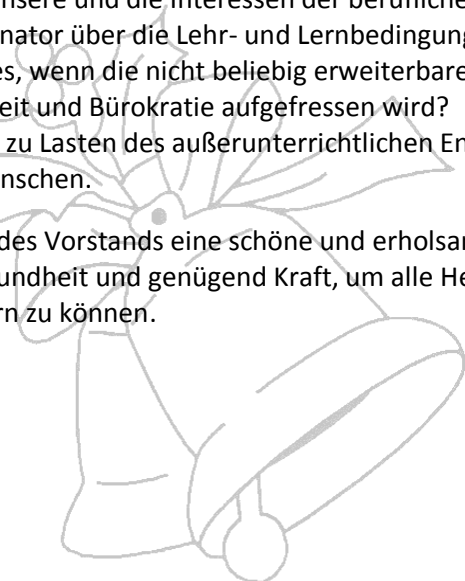 nsere und die Interessen der berufliche
nator über die Lehr- und Lernbedingung
es, wenn die nicht beliebig erweiterbare
eit und Bürokratie aufgefressen wird?
zu Lasten des außerunterrichtlichen En
nschen.
des Vorstands eine schöne und erholsar
undheit und genügend Kraft, um alle He
rn zu können.